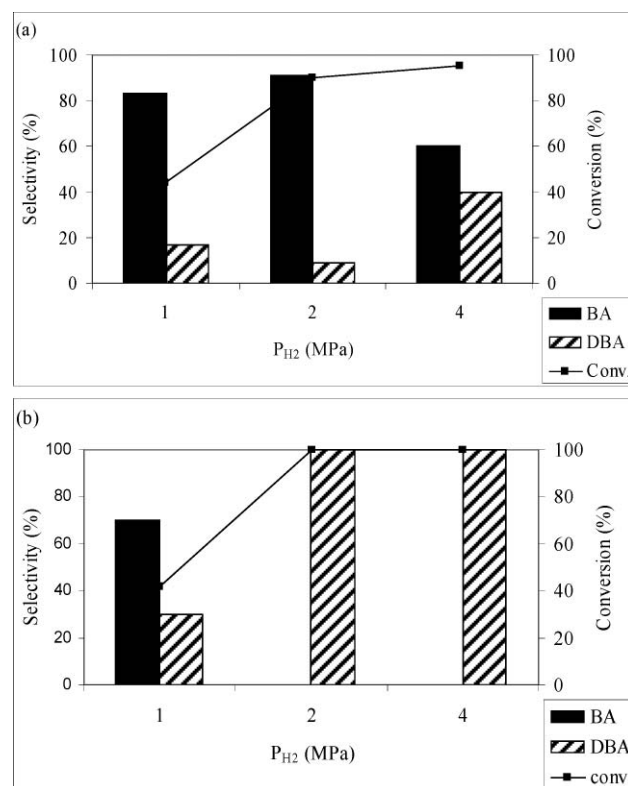 (a)
100 100
80 80
60 60
40 40
20 20
0 0
Selectivity (%)
Conversion (%)
1 2 4
P_H2 (MPa)
BA
DBA
Conv.
(b)
100 100
80 80
60 60
40 40
20 20
0 0
Selectivity (%)
Conversion (%)
1 2 4
P_H2 (MPa)
BA
DBA
conv